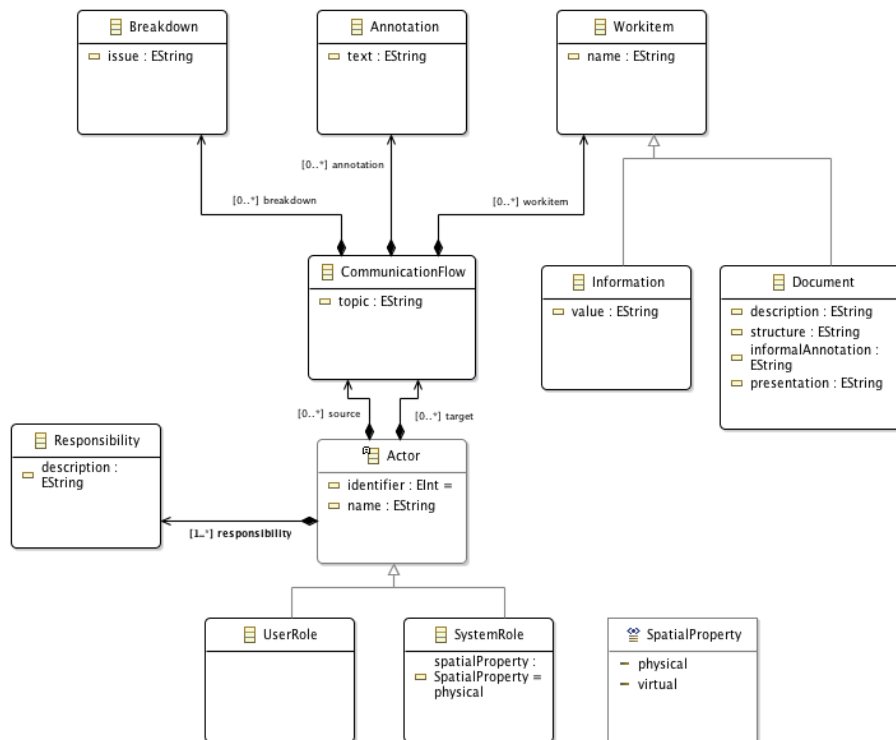 Breakdown
issue : EString
Annotation
text : EString
Workitem
name : EString
[0..*] annotation
[0..*] breakdown
[0..*] workitem
CommunicationFlow
topic : EString
Information
value : EString
Document
description : EString
structure : EString
informalAnnotation :
EString
presentation : EString
[0..*] source
[0..*] target
Responsibility
description :
EString
Actor
identifier : EInt =
name : EString
[1..*] responsibility
UserRole
SystemRole
spatialProperty :
SpatialProperty =
physical
SpatialProperty
physical
virtual